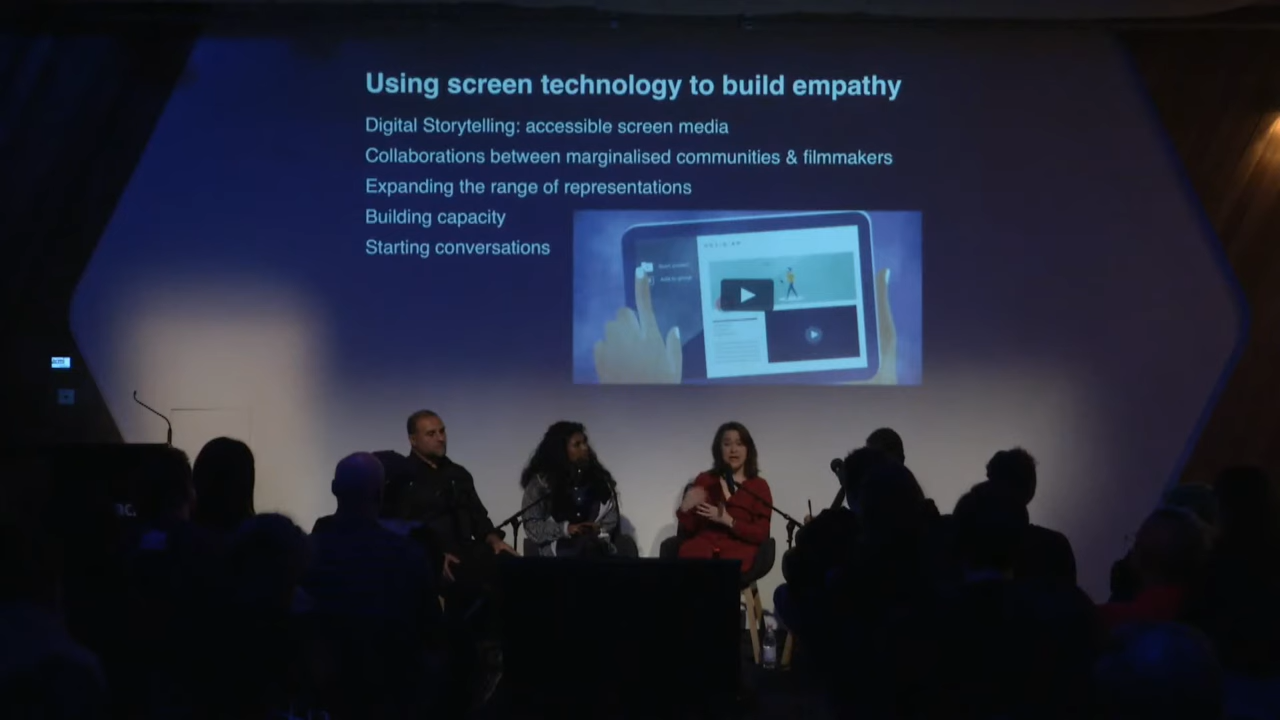 Using screen technology to build empathy
Digital Storytelling: accessible screen media
Collaborations between marginalised communities & filmmakers
Expanding the range of representations
Building capacity
Starting conversations